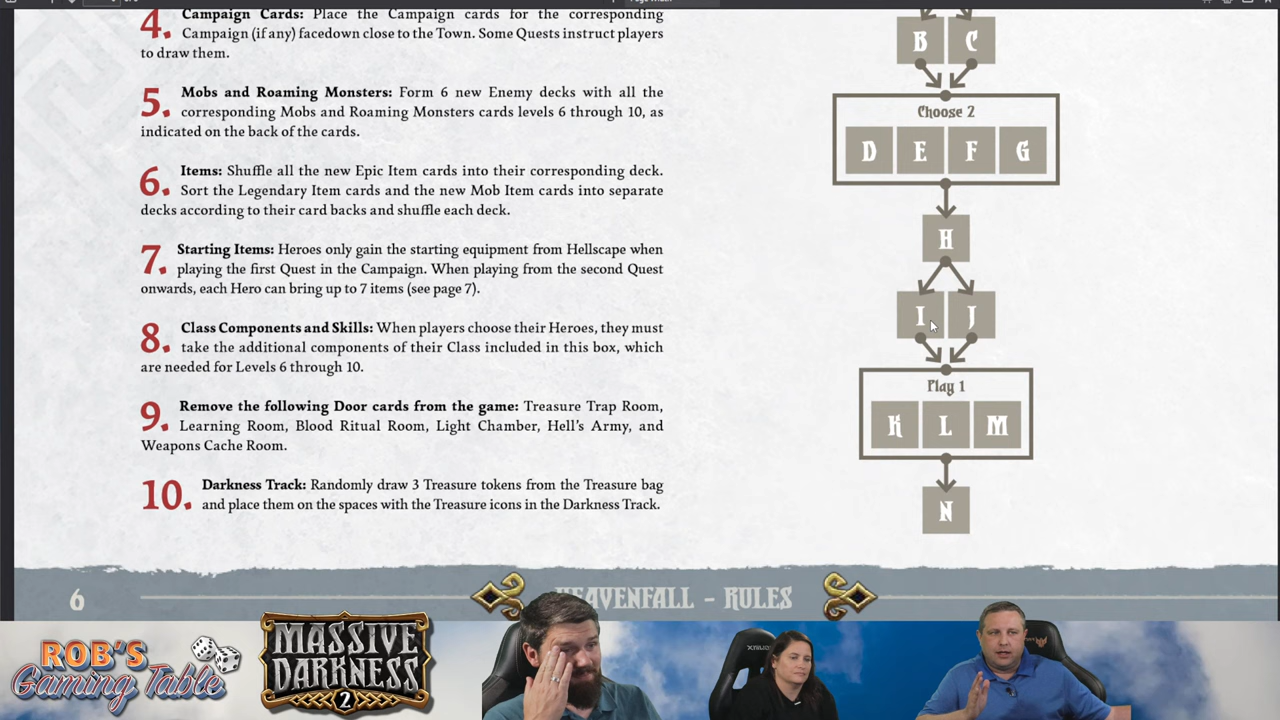 4. Campaign Cards: Place the Campaign cards for the corresponding
Campaign (if any) facedown close to the Town. Some Quests instruct players
to draw them.
5. Mobs and Roaming Monsters: Form 6 new Enemy decks with all the
corresponding Mobs and Roaming Monsters cards levels 6 through 10, as
indicated on the back of the cards.
6. Items: Shuffle all the new Epic Item cards into their corresponding deck.
Sort the Legendary Item cards and the new Mob Item cards into separate
decks according to their card backs and shuffle each deck.
7. Starting Items: Heroes only gain the starting equipment from Hellscape when
playing the first Quest in the Campaign. When playing from the second Quest
onwards, each Hero can bring up to 7 items (see page 7).
8. Class Components and Skills: When players choose their Heroes, they must
take the additional components of their Class included in this box, which
are needed for Levels 6 through 10.
9. Remove the following Door cards from the game: Treasure Trap Room,
Learning Room, Blood Ritual Room, Light Chamber, Hell's Army, and
Weapons Cache Room.
10. Darkness Track: Randomly draw 3 Treasure tokens from the Treasure bag
and place them on the spaces with the Treasure icons in the Darkness Track.
B C
Choose 2
D E F G
H
I J
Play 1
K L M
N
6
HEAVENFALL - RULES
ROB'S
Gaming Table
MASSIVE
DARKNESS
2